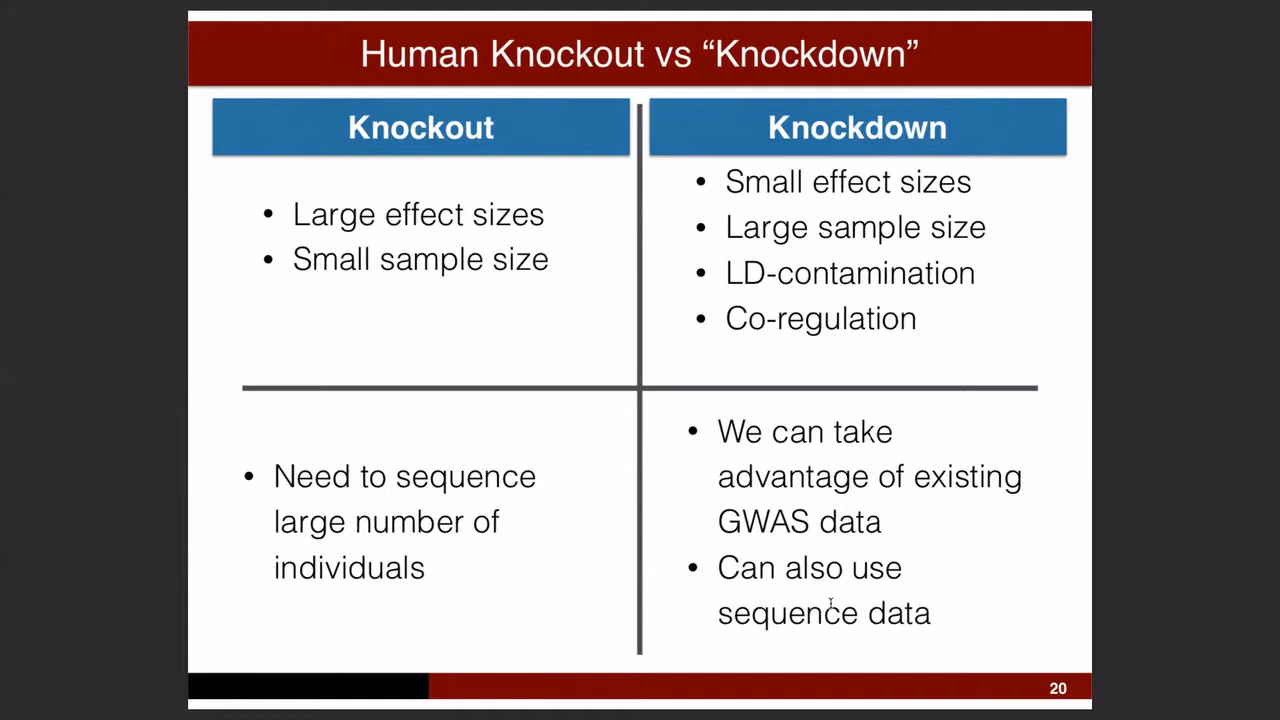 Human Knockout vs “Knockdown”
Knockout
• Large effect sizes
• Small sample size
• Need to sequence
large number of
individuals
Knockdown
• Small effect sizes
• Large sample size
• LD-contamination
• Co-regulation
• We can take
advantage of existing
GWAS data
• Can also use
sequence data
20